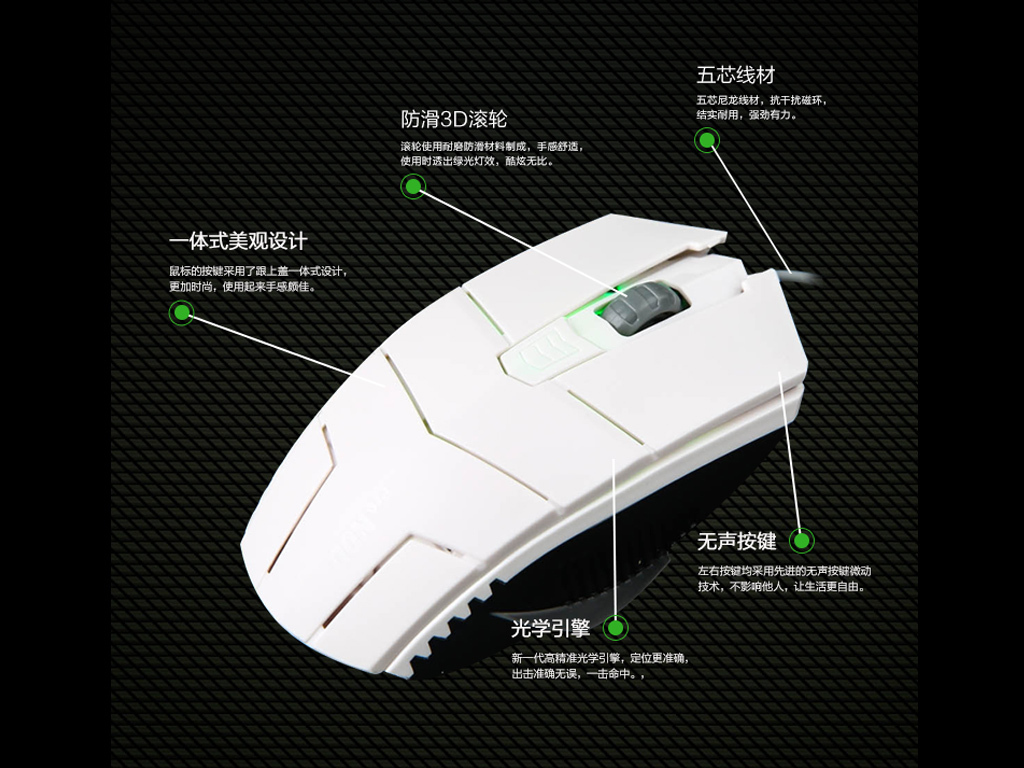 五芯线材
五芯尼龙线材，抗干扰磁环，
结实耐用，强劲有力。
防滑3D滚轮
滚轮使用耐磨防滑材料制成，手感舒适，
使用时透出绿光灯效，酷炫无比。
一体式美观设计
鼠标的按键采用了跟上盖一体式设计，
更加时尚，使用起来手感颇佳。
无声按键
左右按键均采用先进的无声按键微动
技术，不影响他人，让生活更自由。
光学引擎
新一代高精准光学引擎，定位更准确，
出击准确无误，一击命中。，